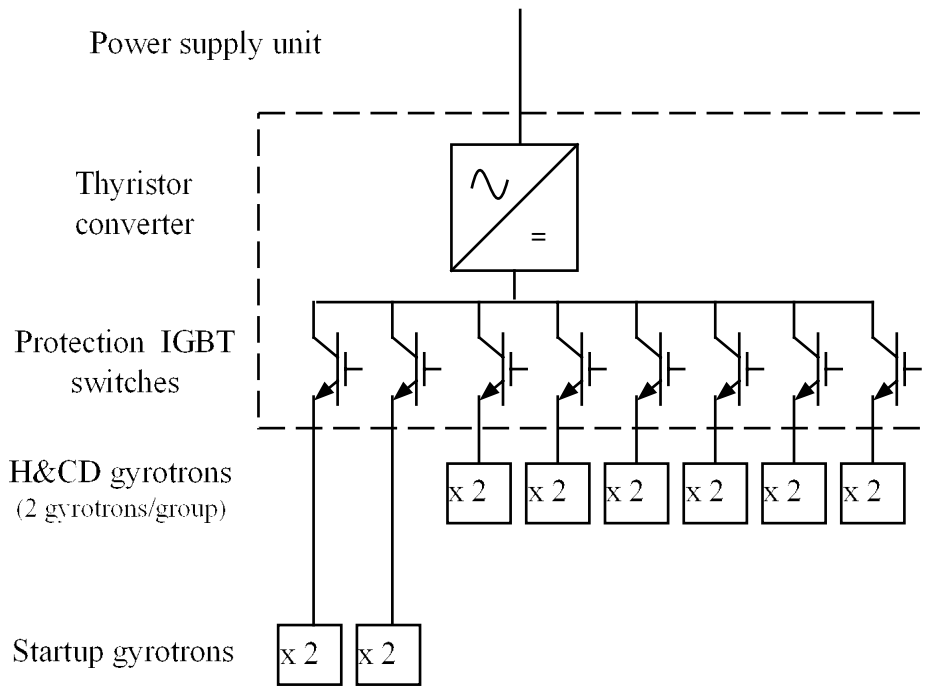 Power supply unit
Thyristor
converter
=
Protection IGBT
switches
H&CD gyrotrons
(2 gyrotrons/group)
x 2 x 2 x 2 x 2 x 2 x 2
Startup gyrotrons
x 2 x 2